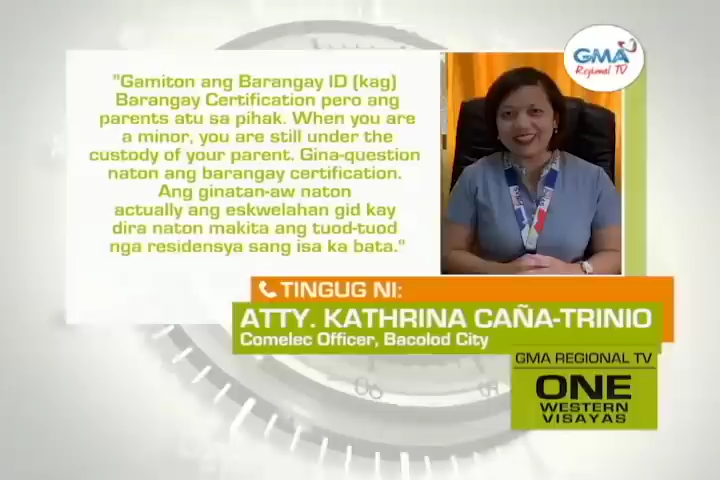 GMA
Regional TV
"Gamiton ang Barangay ID (kag)
Barangay Certification pero ang
parents atu sa pihak. When you are
a minor, you are still under the
custody of your parent. Gina-question
naton ang barangay certification.
Ang ginatan-aw naton
actually ang eskwelahan gid kay
dira naton makita ang tuod-tuod
nga residensya sang isa ka bata."
TINGUG NI:
ATTY. KATHRINA CAÑA-TRINIO
Comelec Officer, Bacolod City
GMA REGIONAL TV
ONE
WESTERN
VISAYAS